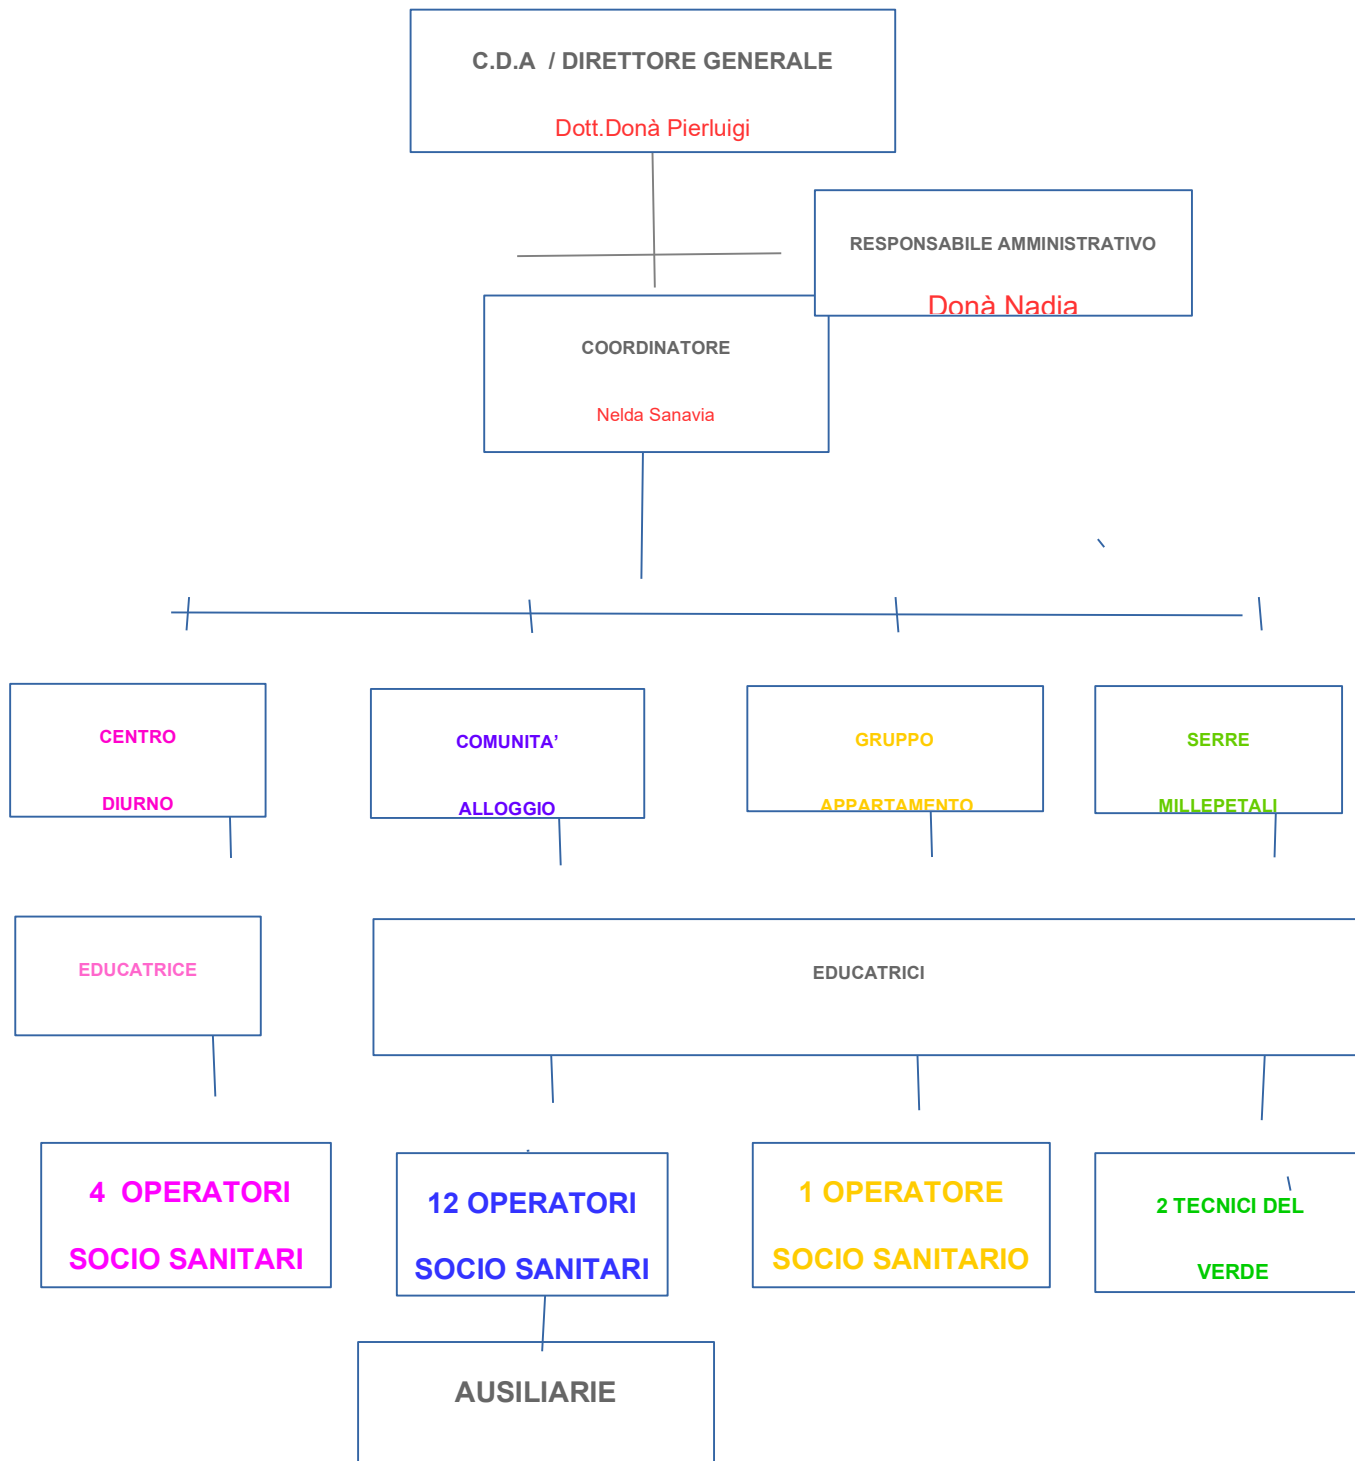 C.D.A / DIRETTORE GENERALE
Dott.Donà Pierluigi
RESPONSABILE AMMINISTRATIVO
Donà Nadia
COORDINATORE
Nelda Sanavia
CENTRO
DIURNO
COMUNITA’
ALLOGGIO
GRUPPO
APPARTAMENTO
SERRE
MILLEPETALI
EDUCATRICE
EDUCATRICI
4 OPERATORI
SOCIO SANITARI
12 OPERATORI
SOCIO SANITARI
1 OPERATORE
SOCIO SANITARIO
2 TECNICI DEL
VERDE
AUSILIARIE